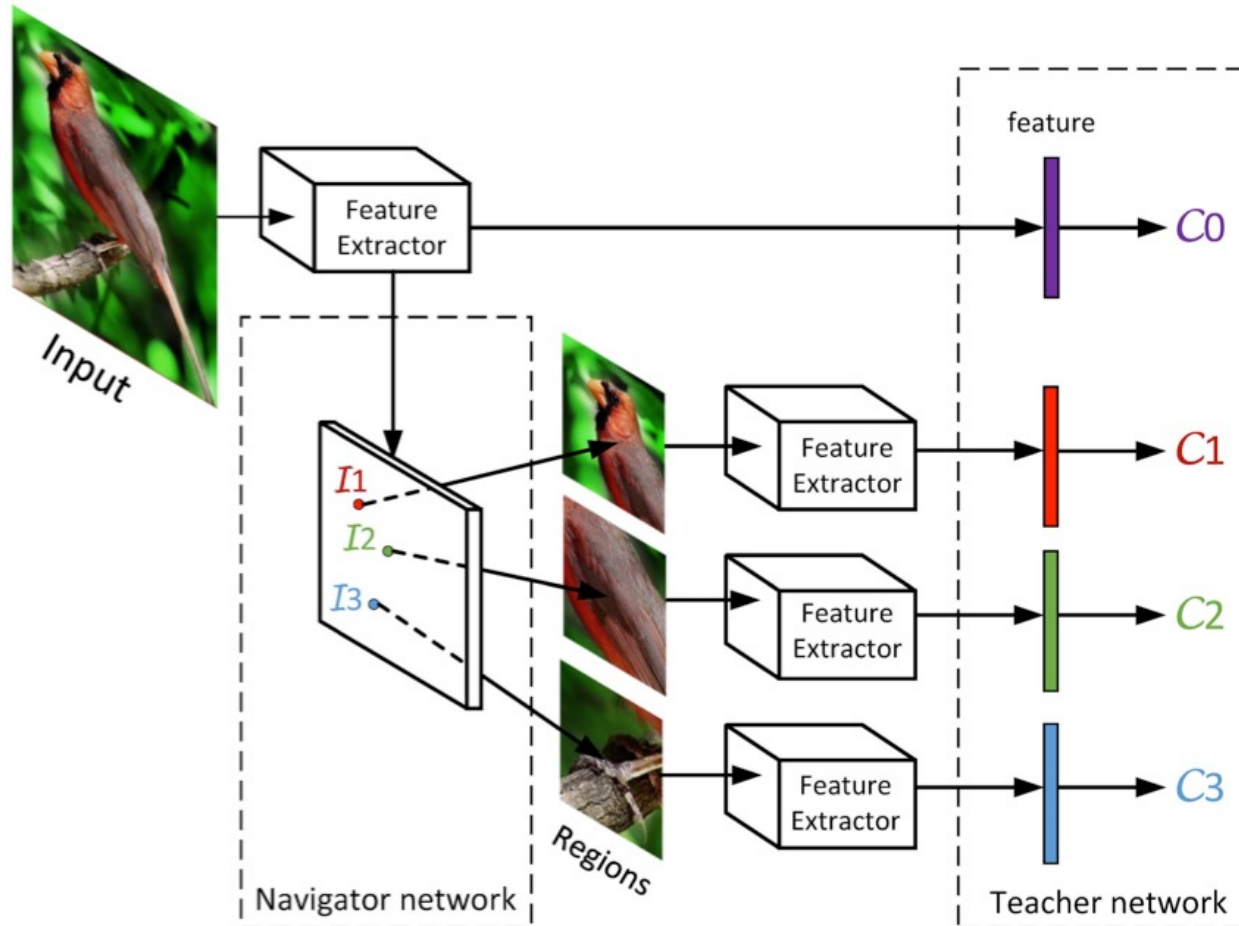 feature
Feature
Extractor
C0
Input
I1
I2
I3
Feature
Extractor
C1
Feature
Extractor
C2
Feature
Extractor
C3
Regions
Navigator network
Teacher network